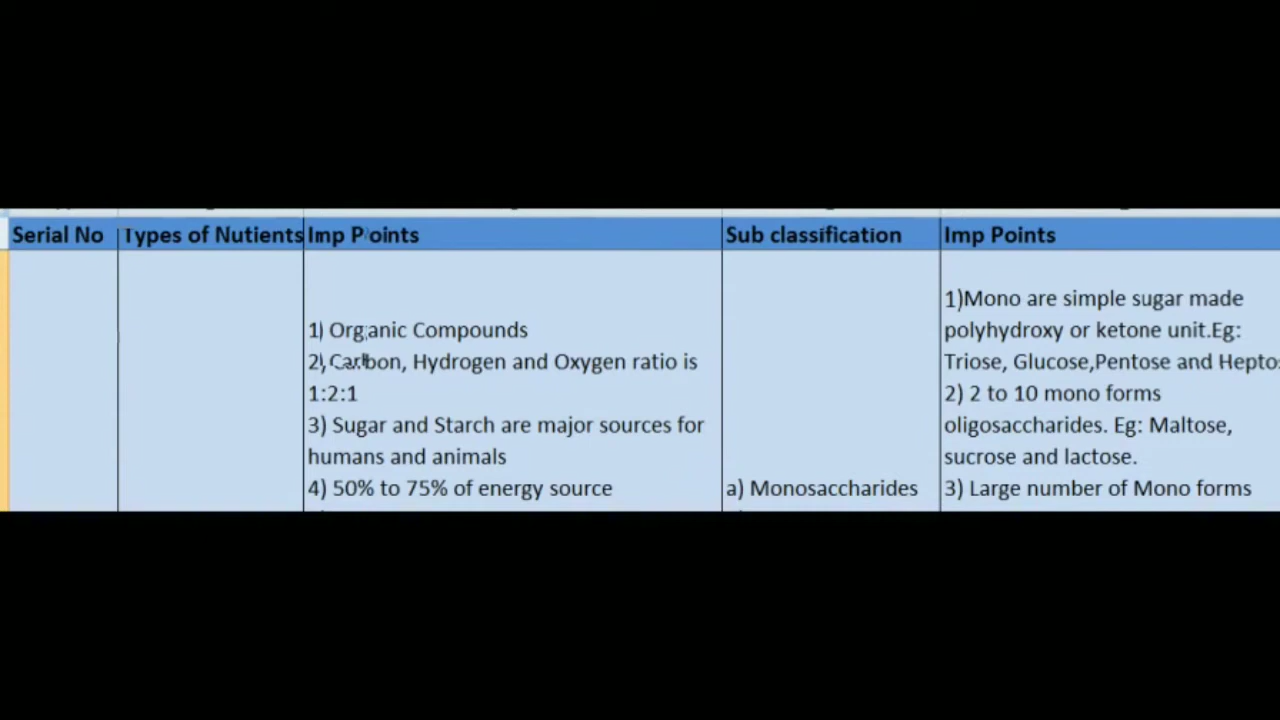 Serial No Types of Nutients Imp Points Sub classification Imp Points
1) Organic Compounds
2) Carbon, Hydrogen and Oxygen ratio is
1:2:1
3) Sugar and Starch are major sources for
humans and animals
4) 50% to 75% of energy source
a) Monosaccharides
1)Mono are simple sugar made
polyhydroxy or ketone unit.Eg:
Triose, Glucose,Pentose and Heptos
2) 2 to 10 mono forms
oligosaccharides. Eg: Maltose,
sucrose and lactose.
3) Large number of Mono forms